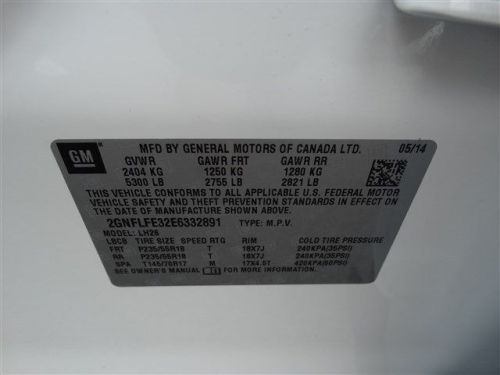 GM
MFD BY GENERAL MOTORS OF CANADA LTD. 05/14
GVWR GAWR FRT GAWR RR
2404 KG 1250 KG 1280 KG
5300 LB 2755 LB 2821 LB
THIS VEHICLE CONFORMS TO ALL APPLICABLE U.S. FEDERAL MOTOR
VEHICLE SAFETY AND THEFT PREVENTION STANDARDS IN EFFECT ON THE
DATE OF MANUFACTURE SHOWN ABOVE.
2GNFLFE32E6332891 TYPE: M.P.V.
MODEL: LH26
TIRE SIZE SPEED RTG RIM COLD TIRE PRESSURE
FRT P235/55R18 T 18X7J 240KPA(35PSI)
RR P235/55R18 T 18X7J 240KPA(35PSI)
SPA T145/70R17 M 17X4.5T 420KPA(60PSI)
SEE OWNER'S MANUAL FOR ADDITIONAL INFORMATION.